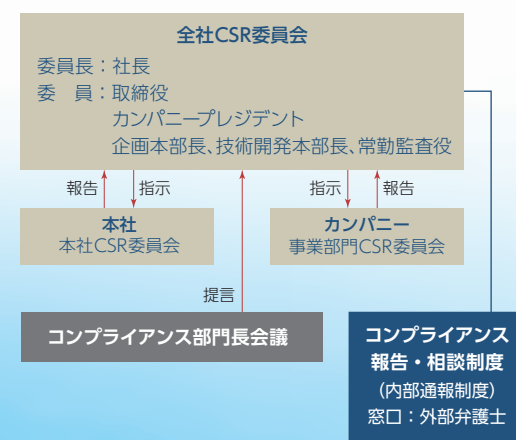 全社CSR委員会
委員長：社長
委　員：取締役
カンパニープレジデント
企画本部長、技術開発本部長、常勤監査役
報告
指示
指示
報告
本社
本社CSR委員会
カンパニー
事業部門CSR委員会
提言
コンプライアンス部門長会議
コンプライアンス
報告・相談制度
（内部通報制度）
窓口：外部弁護士